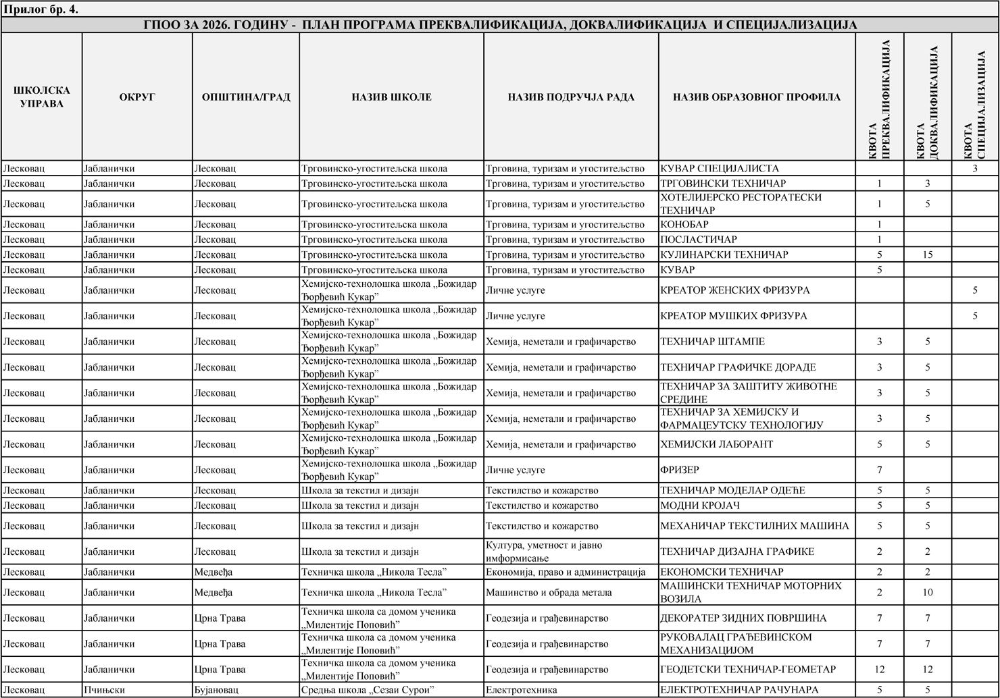 Прилог бр. 4.
ГПОО ЗА 2026. ГОДИНУ - ПЛАН ПРОГРАМА ПРЕКВАЛИФИКАЦИЈА, ДОКВАЛИФИКАЦИЈА И СПЕЦИЈАЛИЗАЦИЈА
ШКОЛСКА УПРАВА ОКРУГ ОПШТИНА/ГРАД НАЗИВ ШКОЛЕ НАЗИВ ПОДРУЧЈА РАДА НАЗИВ ОБРАЗОВНОГ ПРОФИЛА КВОТА ПРЕКВАЛИФИКАЦИЈА КВОТА ДОКВАЛИФИКАЦИЈА КВОТА СПЕЦИЈАЛИЗАЦИЈА
Лесковац Јабланички Лесковац Трговинско-угоститељска школа Трговина, туризам и угоститељство КУВАР СПЕЦИЈАЛИСТА 3
Лесковац Јабланички Лесковац Трговинско-угоститељска школа Трговина, туризам и угоститељство ТРГОВИНСКИ ТЕХНИЧАР 1 3
Лесковац Јабланички Лесковац Трговинско-угоститељска школа Трговина, туризам и угоститељство ХОТЕЛИЈЕРСКО РЕСТОРАТЕСКИ ТЕХНИЧАР 1 5
Лесковац Јабланички Лесковац Трговинско-угоститељска школа Трговина, туризам и угоститељство КОНОБАР 1
Лесковац Јабланички Лесковац Трговинско-угоститељска школа Трговина, туризам и угоститељство ПОСЛАСТИЧАР 1
Лесковац Јабланички Лесковац Трговинско-угоститељска школа Трговина, туризам и угоститељство КУЛИНАРСКИ ТЕХНИЧАР 5 15
Лесковац Јабланички Лесковац Трговинско-угоститељска школа Трговина, туризам и угоститељство КУВАР 5
Лесковац Јабланички Лесковац Хемијско-технолошка школа „Божидар Ђорђевић Кукар” Личне услуге КРЕАТОР ЖЕНСКИХ ФРИЗУРА 5
Лесковац Јабланички Лесковац Хемијско-технолошка школа „Божидар Ђорђевић Кукар” Личне услуге КРЕАТОР МУШКИХ ФРИЗУРА 5
Лесковац Јабланички Лесковац Хемијско-технолошка школа „Божидар Ђорђевић Кукар” Хемија, неметали и графичарство ТЕХНИЧАР ШТАМПЕ 3 5
Лесковац Јабланички Лесковац Хемијско-технолошка школа „Божидар Ђорђевић Кукар” Хемија, неметали и графичарство ТЕХНИЧАР ГРАФИЧКЕ ДОРАДЕ 3 5
Лесковац Јабланички Лесковац Хемијско-технолошка школа „Божидар Ђорђевић Кукар” Хемија, неметали и графичарство ТЕХНИЧАР ЗА ЗАШТИТУ ЖИВОТНЕ СРЕДИНЕ 3 5
Лесковац Јабланички Лесковац Хемијско-технолошка школа „Божидар Ђорђевић Кукар” Хемија, неметали и графичарство ТЕХНИЧАР ЗА ХЕМИЈСКУ И ФАРМАЦЕУТСКУ ТЕХНОЛОГИЈУ 3 5
Лесковац Јабланички Лесковац Хемијско-технолошка школа „Божидар Ђорђевић Кукар” Хемија, неметали и графичарство ХЕМИЈСКИ ЛАБОРАНТ 5 5
Лесковац Јабланички Лесковац Хемијско-технолошка школа „Божидар Ђорђевић Кукар” Личне услуге ФРИЗЕР 7
Лесковац Јабланички Лесковац Школа за текстил и дизајн Текстилство и кожарство ТЕХНИЧАР МОДЕЛАР ОДЕЋЕ 5 5
Лесковац Јабланички Лесковац Школа за текстил и дизајн Текстилство и кожарство МОДНИ КРОЈАЧ 5 5
Лесковац Јабланички Лесковац Школа за текстил и дизајн Текстилство и кожарство МЕХАНИЧАР ТЕКСТИЛНИХ МАШИНА 5 5
Лесковац Јабланички Лесковац Школа за текстил и дизајн Култура, уметност и јавно имформисање ТЕХНИЧАР ДИЗАЈНА ГРАФИКЕ 2 2
Лесковац Јабланички Медвеђа Техничка школа „Никола Тесла” Економија, право и администрација ЕКОНОМСКИ ТЕХНИЧАР 2 2
Лесковац Јабланички Медвеђа Техничка школа „Никола Тесла” Машинство и обрада метала МАШИНСКИ ТЕХНИЧАР МОТОРНИХ ВОЗИЛА 2 10
Лесковац Јабланички Црна Трава Техничка школа са домом ученика „Милентије Поповић” Геодезија и грађевинарство ДЕКОРАТЕР ЗИДНИХ ПОВРШИНА 7 7
Лесковац Јабланички Црна Трава Техничка школа са домом ученика „Милентије Поповић” Геодезија и грађевинарство РУКОВАЛАЦ ГРАЂЕВИНСКОМ МЕХАНИЗАЦИЈОМ 7 7
Лесковац Јабланички Црна Трава Техничка школа са домом ученика „Милентије Поповић” Геодезија и грађевинарство ГЕОДЕТСКИ ТЕХНИЧАР-ГЕОМЕТАР 12 12
Лесковац Пчињски Бујановац Средња школа „Сезаи Сурои” Електротехника ЕЛЕКТРОТЕХНИЧАР РАЧУНАРА 5 5